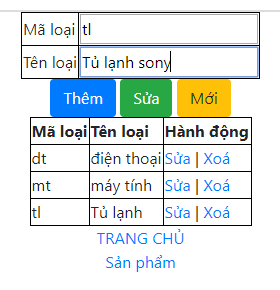 Mã loại tl
Tên loại Tủ lạnh sony
Thêm Sửa Mới
Mã loại Tên loại Hành động
dt điện thoại Sửa | Xoá
mt máy tính Sửa | Xoá
tl Tủ lạnh Sửa | Xoá
TRANG CHỦ
Sản phẩm